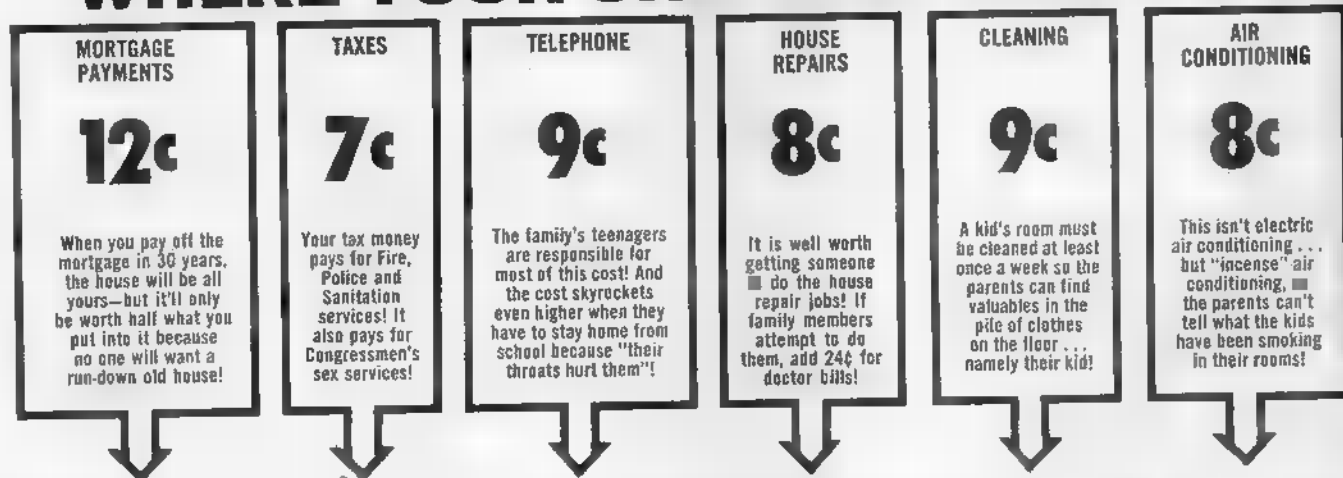 MORTGAGE
PAYMENTS
12¢
When you pay off the
mortgage in 30 years,
the house will be all
yours—but it'll only
be worth half what you
put into it because
no one will want a
run-down old house!
TAXES
7¢
Your tax money
pays for Fire,
Police and
Sanitation
services! It
also pays for
Congressmen's
sex services!
TELEPHONE
9¢
The family's teenagers
are responsible for
most of this cost! And
the cost skyrockets
even higher when they
have to stay home from
school because "their
throats hurt them"!
HOUSE
REPAIRS
8¢
It is well worth
getting someone
do the house
repair jobs! If
family members
attempt to do
them, add 24¢ for
doctor bills!
CLEANING
9¢
A kid's room must
be cleaned at least
once a week so the
parents can find
valuables in the
pile of clothes
on the floor...
namely their kid!
AIR
CONDITIONING
8¢
This isn't electric
air conditioning...
but "incense" air
conditioning,
the parents can't
tell what the kids
have been smoking
in their rooms!